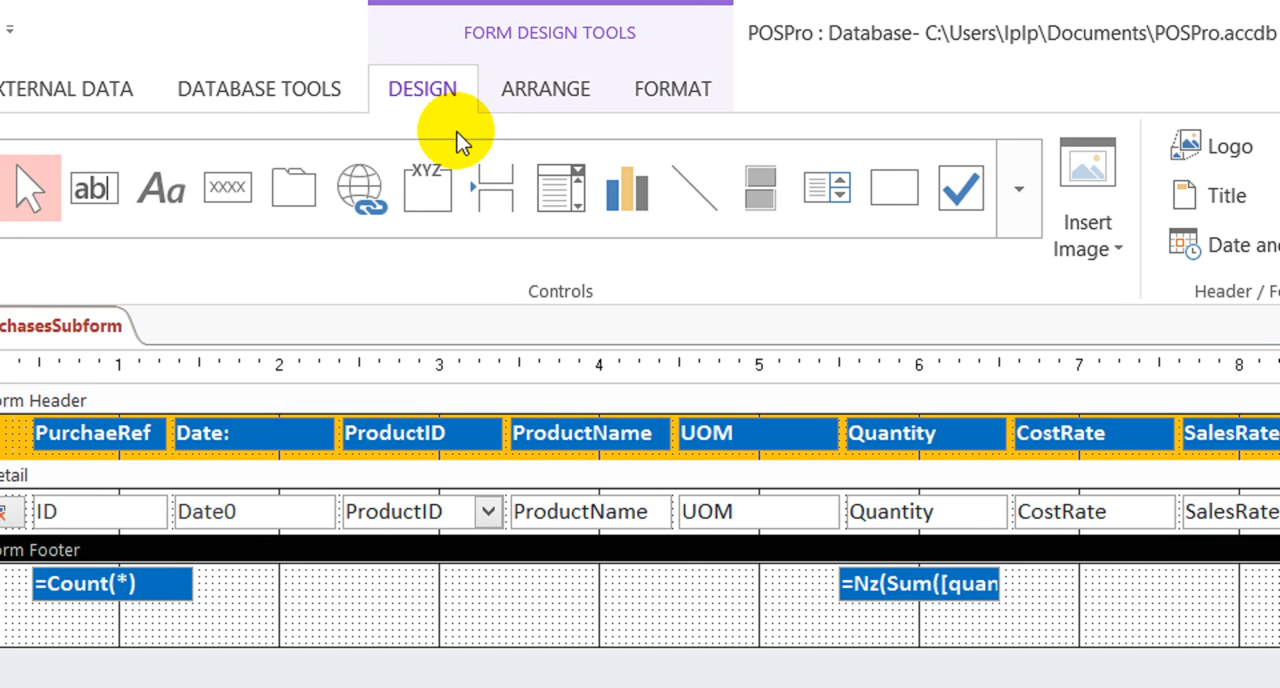 FORM DESIGN TOOLS
POSPro : Database- C:\Users\IpIp\Documents\POSPro.accdb
XTERNAL DATA DATABASE TOOLS DESIGN ARRANGE FORMAT
ab Aa XXXX XYZ
Logo
Title
Date and
Insert
Image
Controls
Header / Fo
chasesSubform
1 2 3 4 5 6 7 8
orm Header
PurchaeRef Date: ProductID ProductName UOM Quantity CostRate SalesRate
etail
ID Date0 ProductID ProductName UOM Quantity CostRate SalesRate
orm Footer
=Count(*) =Nz(Sum([quan